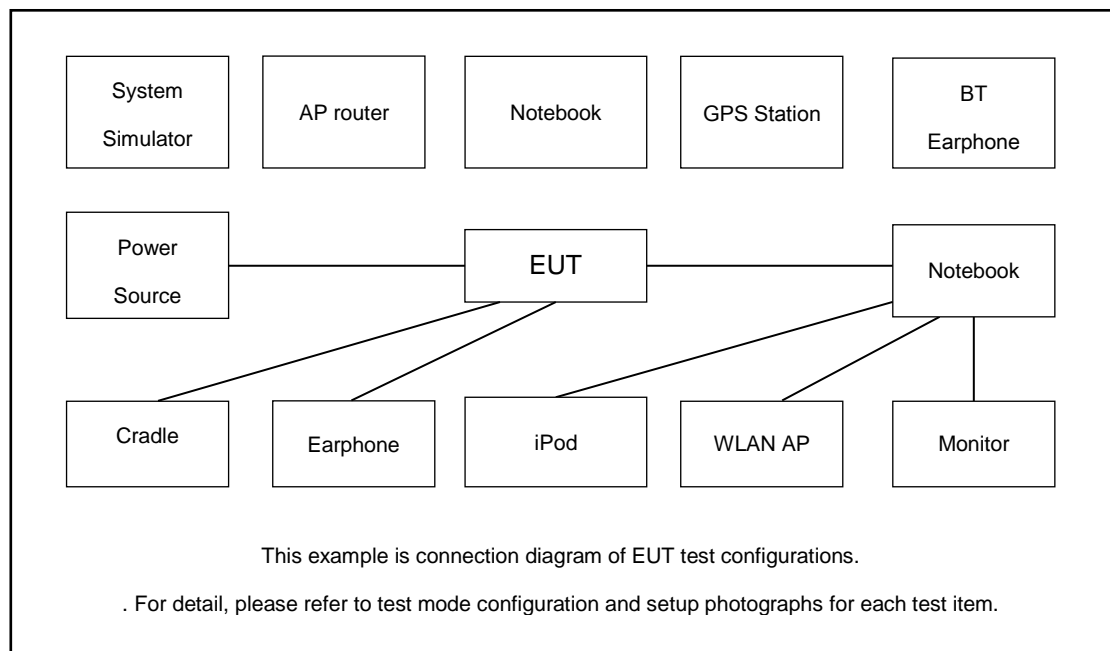 System
Simulator
AP router
Notebook
GPS Station
BT
Earphone
Power
Source
EUT
Notebook
Cradle
Earphone
iPod
WLAN AP
Monitor
This example is connection diagram of EUT test configurations.
. For detail, please refer to test mode configuration and setup photographs for each test item.